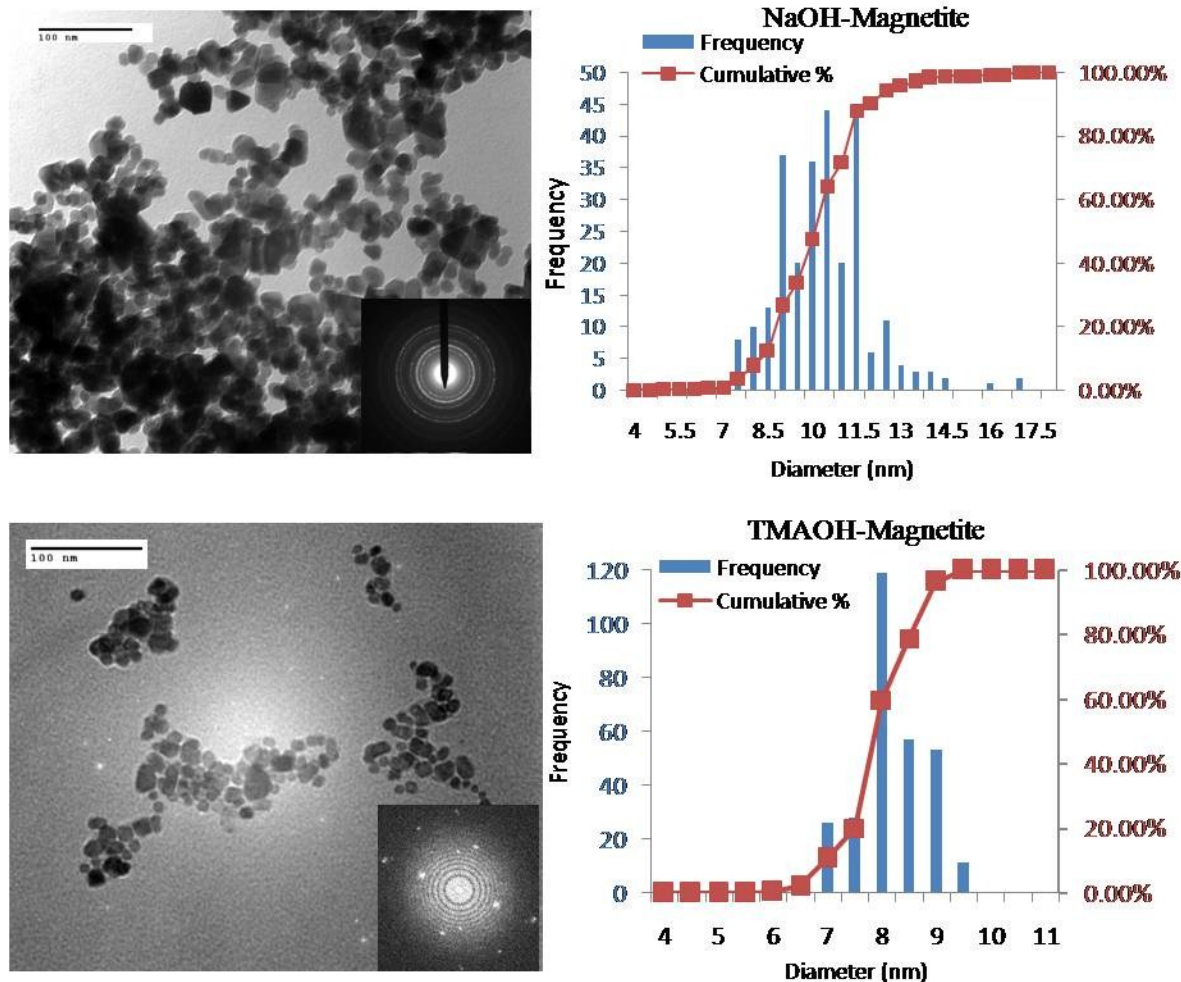 100 nm
NaOH-Magnetite
Frequency
Cumulative %
50
45
40
35
30
25
20
15
10
5
0
Frequency
100.00%
80.00%
60.00%
40.00%
20.00%
0.00%
4 5.5 7 8.5 10 11.5 13 14.5 16 17.5
Diameter (nm)
100 nm
TMAOH-Magnetite
Frequency
Cumulative %
120
100
80
60
40
20
0
Frequency
100.00%
80.00%
60.00%
40.00%
20.00%
0.00%
4 5 6 7 8 9 10 11
Diameter (nm)